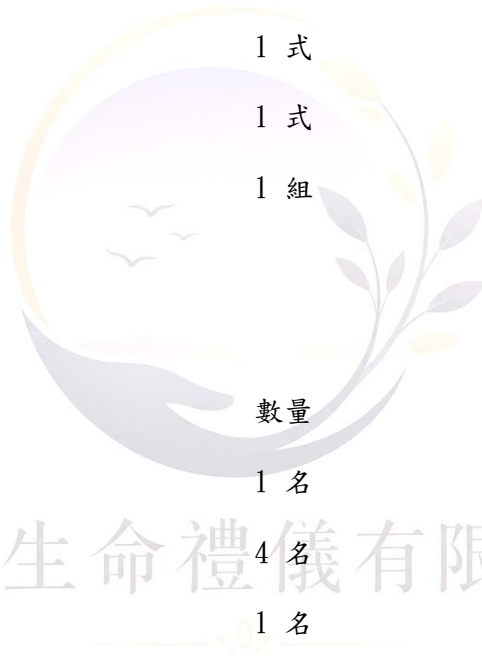 1 式
1 式
1 組
數量
1 名
4 名
生命禮儀有限
1 名